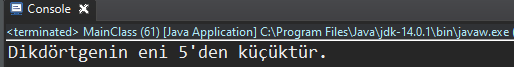 Console
<terminated> MainClass (61) [Java Application] C:\Program Files\Java\jdk-14.0.1\bin\javaw.exe (
Dikdörtgenin eni 5'den küçüktür.